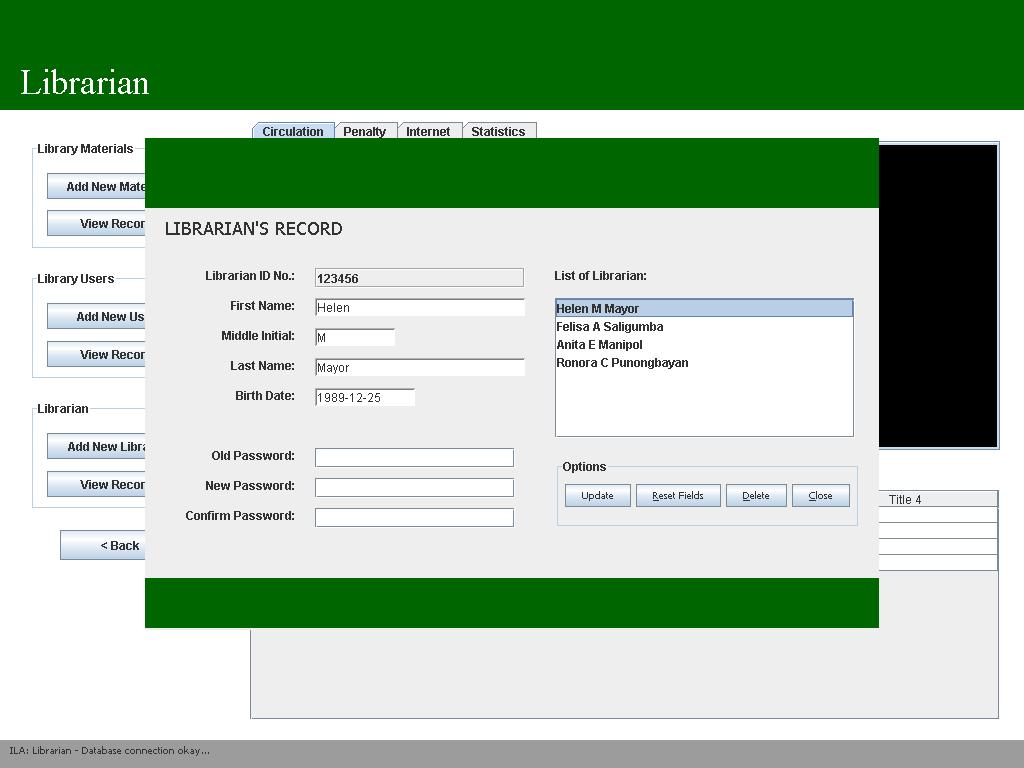 Librarian
Circulation Penalty Internet Statistics
Library Materials
Add New Mate
View Recor
Library Users
Add New Us
View Recor
Librarian
Add New Libra
View Recor
< Back
LIBRARIAN'S RECORD
Librarian ID No.: 123456
First Name: Helen
Middle Initial: M
Last Name: Mayor
Birth Date: 1989-12-25
Old Password:
New Password:
Confirm Password:
List of Librarian:
Helen M Mayor
Felisa A Saligumba
Anita E Manipol
Ronora C Punongbayan
Options
Update Reset Fields Delete Close
Title 4
ILA: Librarian - Database connection okay...